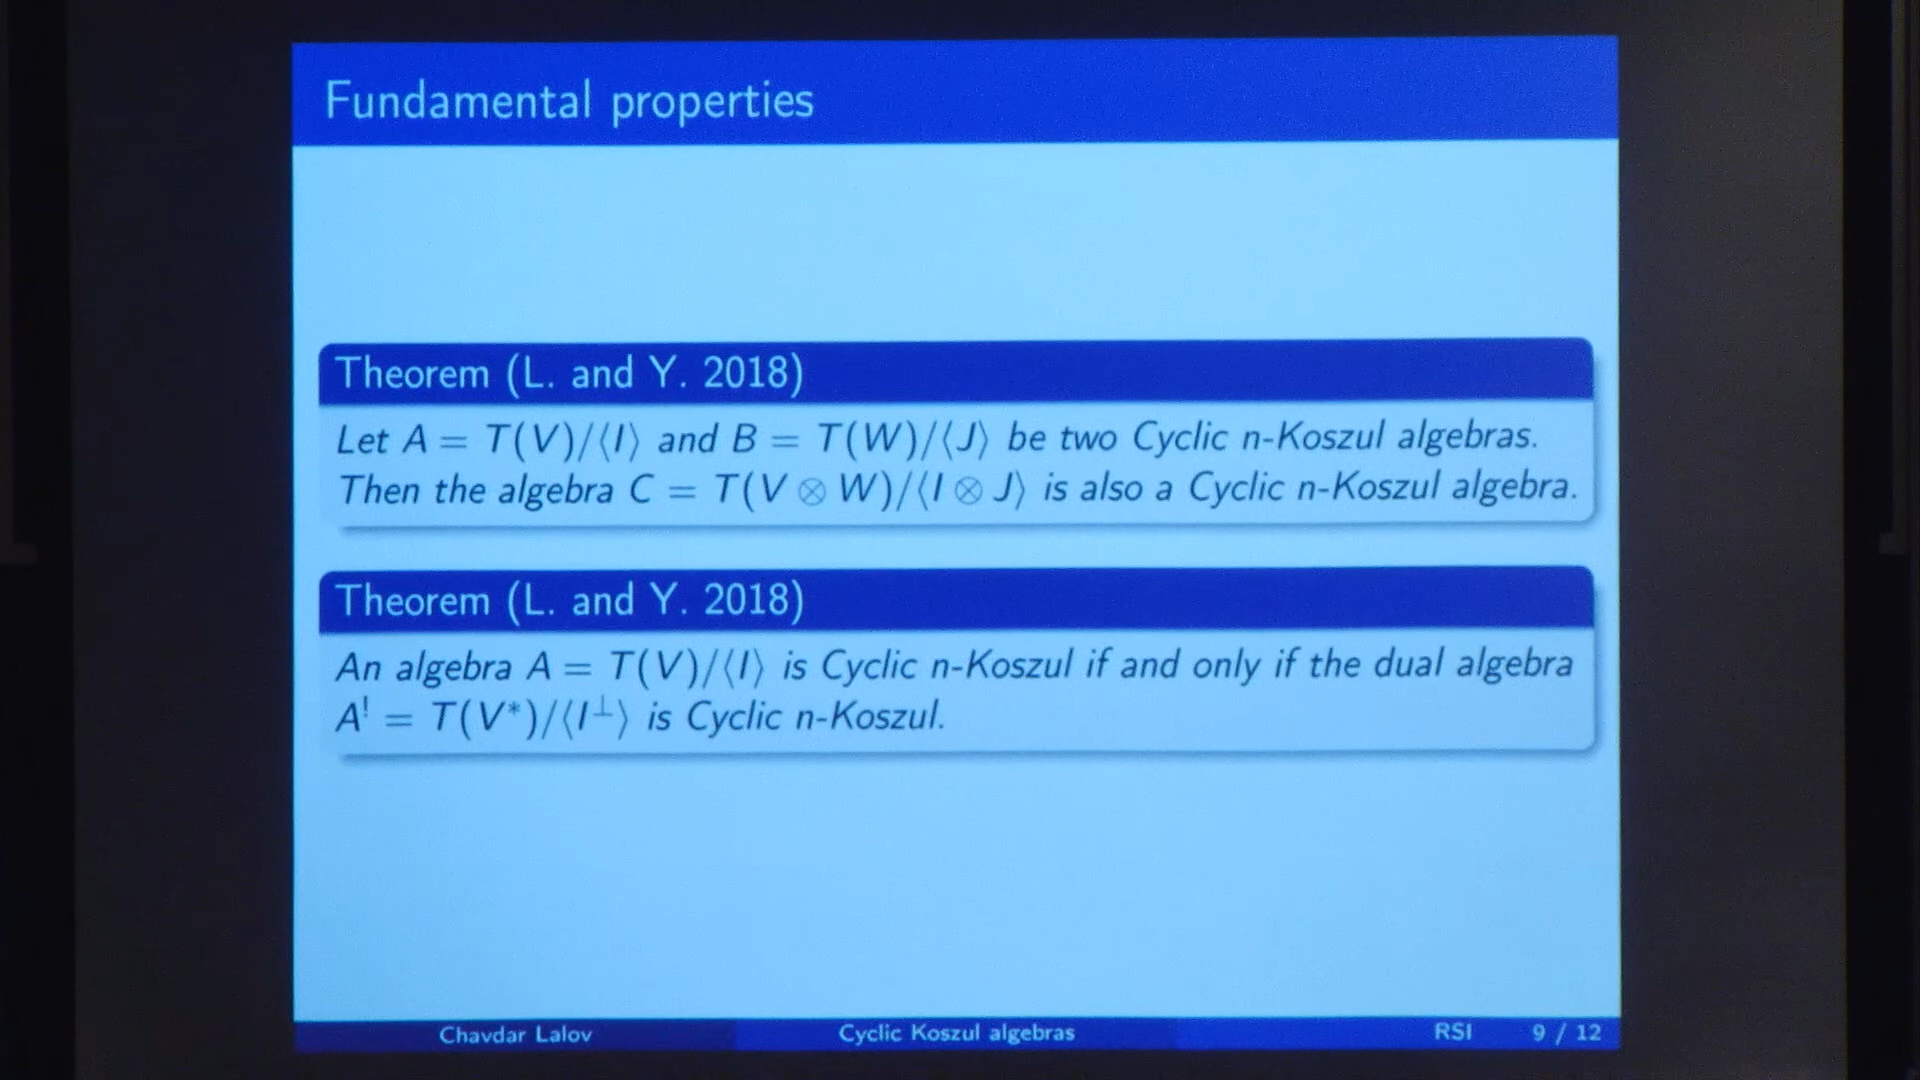 Fundamental properties
Theorem (L. and Y. 2018)
Let A = T(V)/⟨I⟩ and B = T(W)/⟨J⟩ be two Cyclic n-Koszul algebras.
Then the algebra C = T(V ⊗ W)/⟨I ⊗ J⟩ is also a Cyclic n-Koszul algebra.
Theorem (L. and Y. 2018)
An algebra A = T(V)/⟨I⟩ is Cyclic n-Koszul if and only if the dual algebra
A! = T(V*)/⟨I⊥⟩ is Cyclic n-Koszul.
Chavdar Lalov Cyclic Koszul algebras RSI 9 / 12